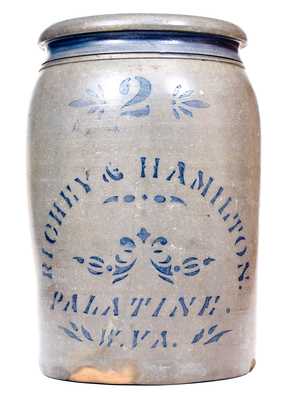 2
RICHEY & HAMILTON.
PALATINE.
W.VA.